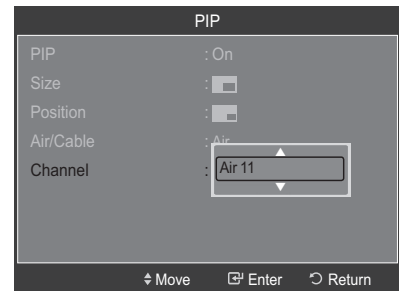 PIP
PIP : On
Size :
Position :
Air/Cable : Air
Channel : Air 11
Move Enter Return